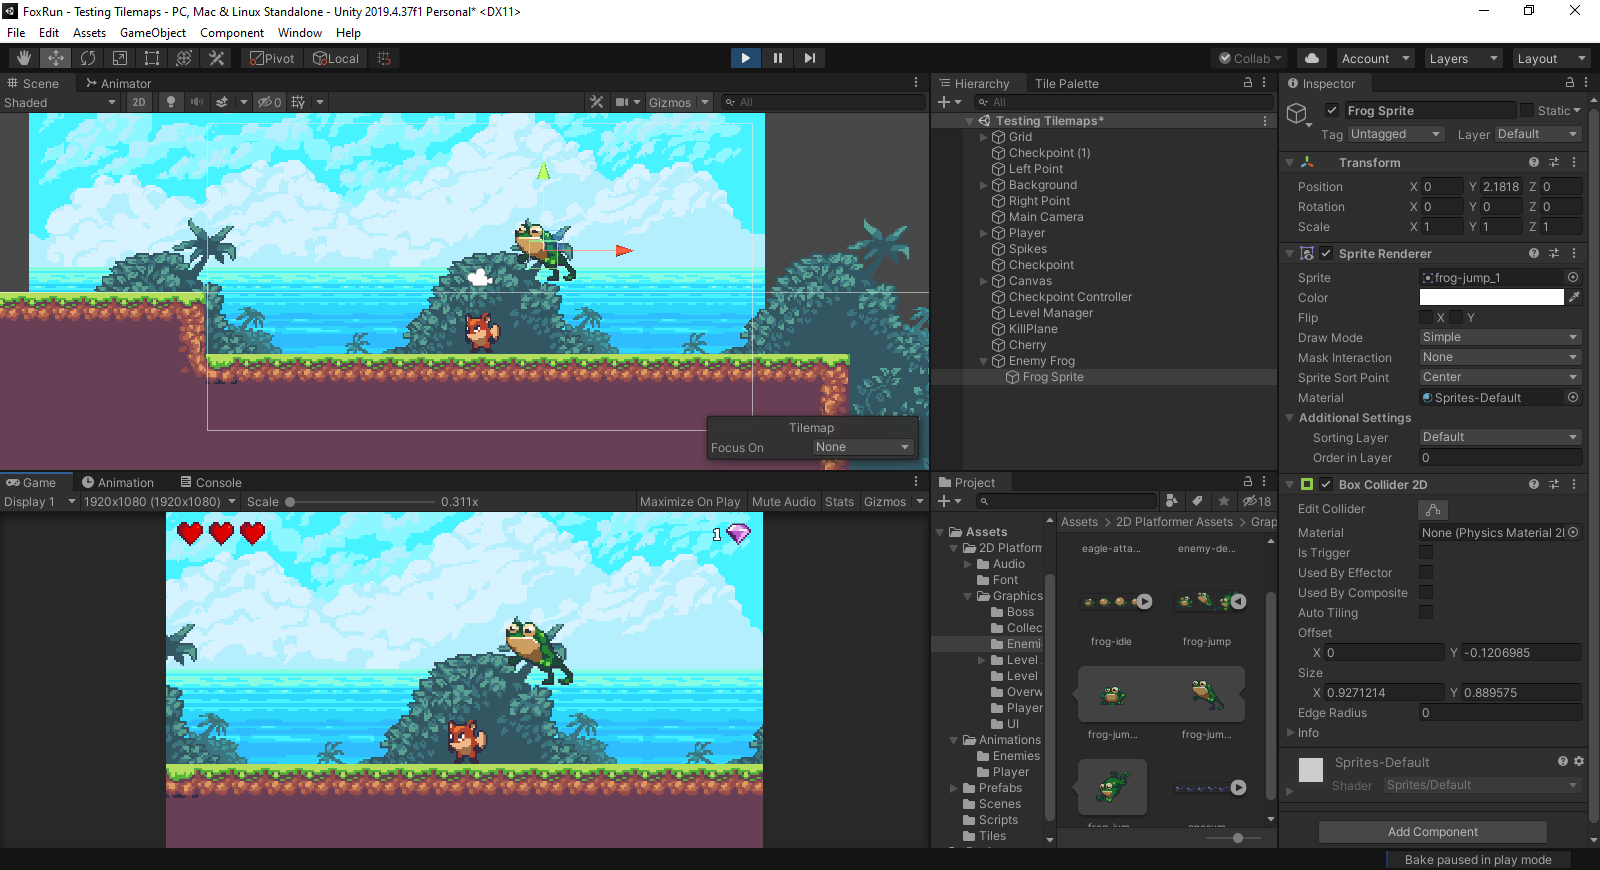 FoxRun - Testing Tilemaps - PC, Mac & Linux Standalone - Unity 2019.4.37f1 Personal* <DX11>
File Edit Assets GameObject Component Window Help
Pivot Local Collab Account Layers Layout
Scene Animator
Shaded 2D 0 Gizmos All
Tilemap
Focus On None
Hierarchy Tile Palette
All
Testing Tilemaps*
Grid
Checkpoint (1)
Left Point
Background
Right Point
Main Camera
Player
Spikes
Checkpoint
Canvas
Checkpoint Controller
Level Manager
KillPlane
Cherry
Enemy Frog
Frog Sprite
Inspector
Frog Sprite Static
Tag Untagged Layer Default
Transform
Position X 0 Y 2.1818 Z 0
Rotation X 0 Y 0 Z 0
Scale X 1 Y 1 Z 1
Sprite Renderer
Sprite frog-jump_1
Color
Flip X Y
Draw Mode Simple
Mask Interaction None
Sprite Sort Point Center
Material Sprites-Default
Additional Settings
Sorting Layer Default
Order in Layer 0
Box Collider 2D
Edit Collider
Material None (Physics Material 2
Is Trigger
Used By Effector
Used By Composite
Auto Tiling
Offset
X 0 Y -0.1206985
Size
X 0.9271214 Y 0.889575
Edge Radius 0
Info
Sprites-Default
Shader Sprites/Default
Add Component
Game Animation Console
Display 1 1920x1080 (1920x1080) Scale 0.311x Maximize On Play Mute Audio Stats Gizmos
1
Project
18
Assets
2D Platform
Audio
Font
Graphics
Boss
Collec
Enemi
Level
Level
Overw
Player
UI
Animations
Enemies
Player
Prefabs
Scenes
Scripts
Tiles
Assets > 2D Platformer Assets > Grap
eagle-atta... enemy-de...
frog-idle frog-jump
frog-jum... frog-jum...
Bake paused in play mode